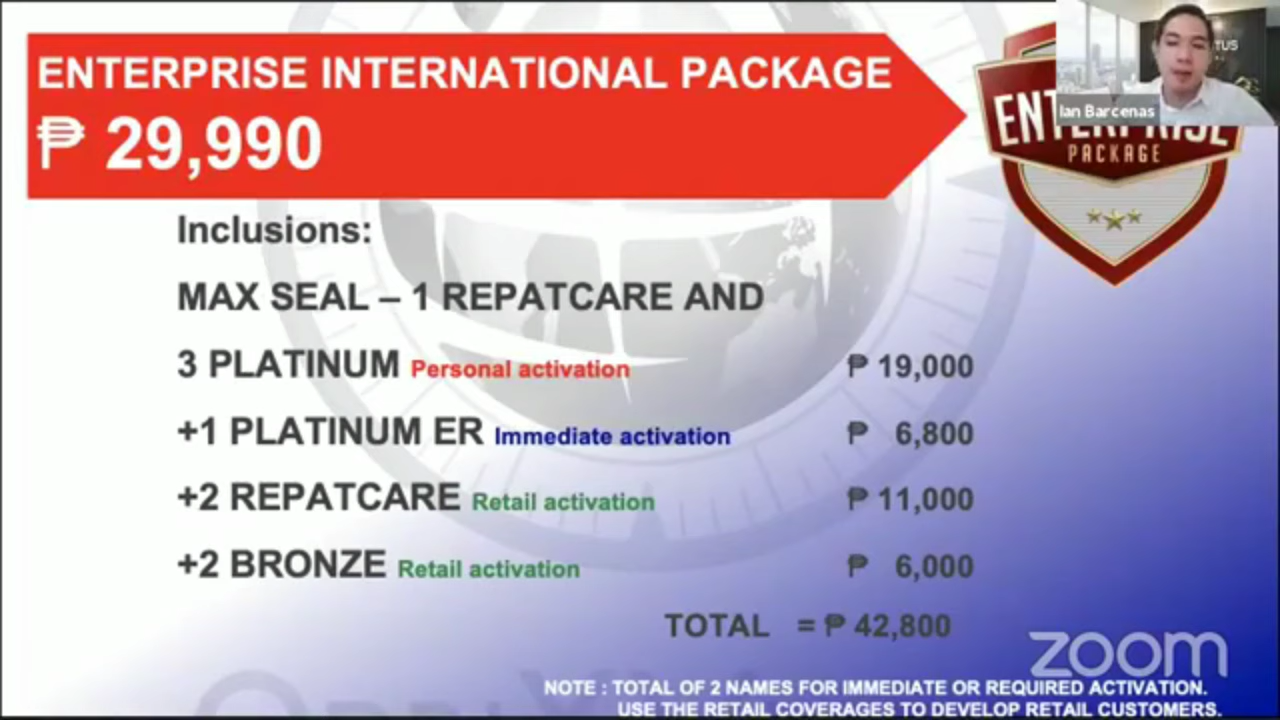 ENTERPRISE INTERNATIONAL PACKAGE
₱ 29,990
TUS
Ian Barcenas
ENTERPRISE
PACKAGE
Inclusions:
MAX SEAL – 1 REPATCARE AND
3 PLATINUM Personal activation ₱ 19,000
+1 PLATINUM ER Immediate activation ₱ 6,800
+2 REPATCARE Retail activation ₱ 11,000
+2 BRONZE Retail activation ₱ 6,000
TOTAL = ₱ 42,800
zoom
NOTE : TOTAL OF 2 NAMES FOR IMMEDIATE OR REQUIRED ACTIVATION.
USE THE RETAIL COVERAGES TO DEVELOP RETAIL CUSTOMERS.